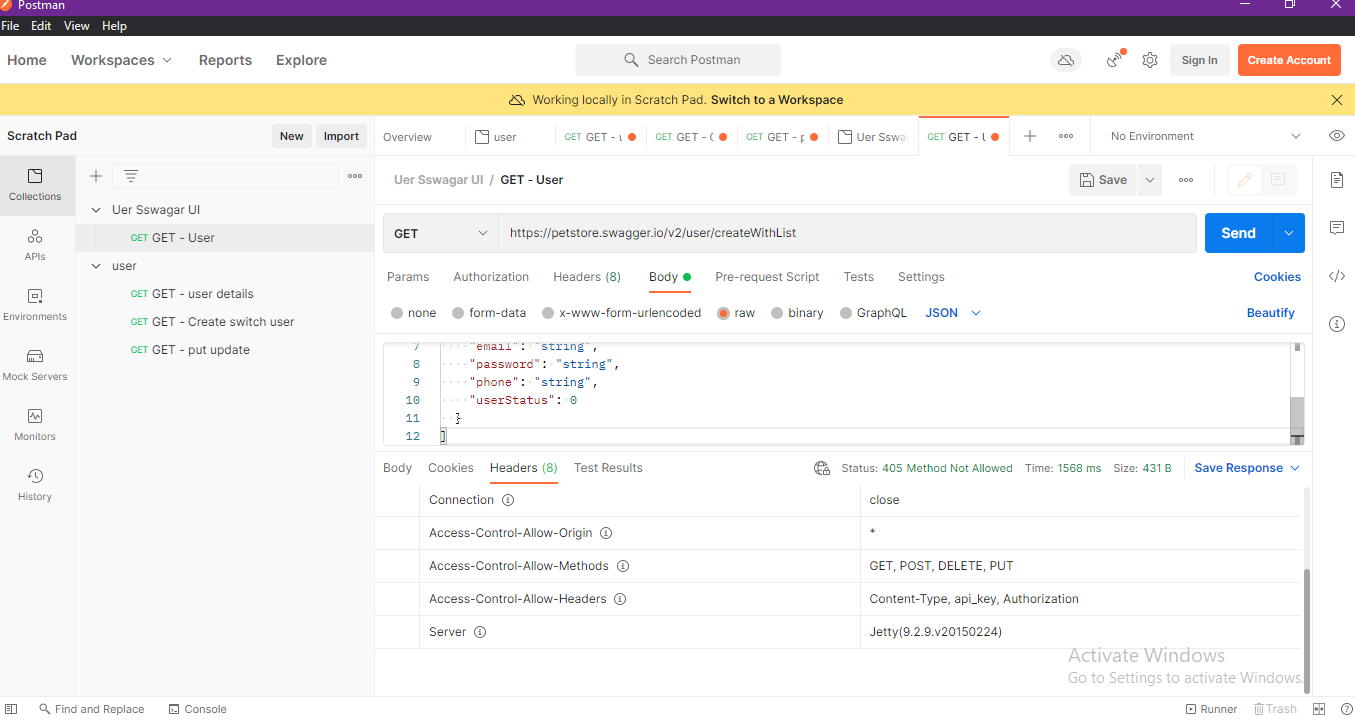 Postman
File Edit View Help
Home Workspaces Reports Explore Search Postman Sign In Create Account
Working locally in Scratch Pad. Switch to a Workspace
Scratch Pad New Import
Overview user GET GET - GET GET - GET GET - Uer Sswa GET GET - No Environment
Collections
APIs
Environments
Mock Servers
Monitors
History
Uer Sswagar UI
GET GET - User
user
GET GET - user details
GET GET - Create switch user
GET GET - put update
Uer Sswagar UI / GET - User Save
GET https://petstore.swagger.io/v2/user/createWithList Send
Params Authorization Headers (8) Body Pre-request Script Tests Settings Cookies
none form-data x-www-form-urlencoded raw binary GraphQL JSON Beautify
7 "email": "string",
8 "password": "string",
9 "phone": "string",
10 "userStatus": 0
11 }
12 ]
Body Cookies Headers (8) Test Results Status: 405 Method Not Allowed Time: 1568 ms Size: 431 B Save Response
Connection close
Access-Control-Allow-Origin *
Access-Control-Allow-Methods GET, POST, DELETE, PUT
Access-Control-Allow-Headers Content-Type, api_key, Authorization
Server Jetty(9.2.9.v20150224)
Activate Windows
Go to Settings to activate Windows.
Find and Replace Console Runner Trash